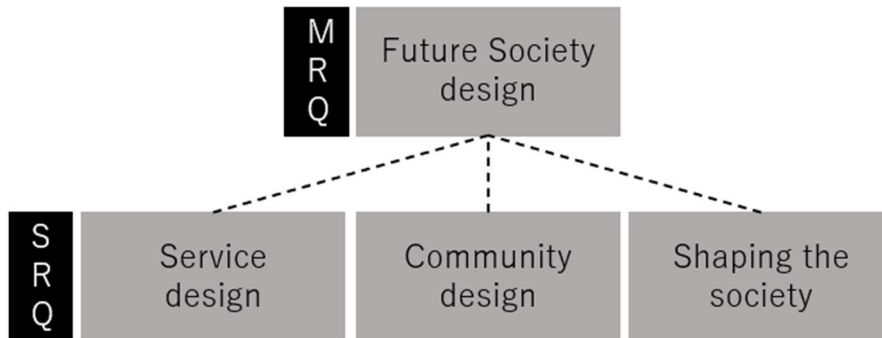 M
R
Q
Future Society
design
S
R
Q
Service
design
Community
design
Shaping the
society